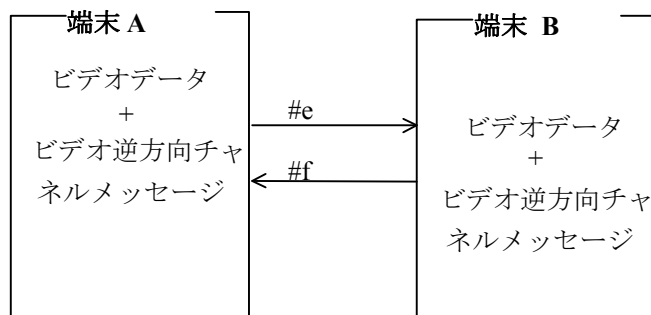 端末 A
ビデオデータ
+
ビデオ逆方向チャ
ネルメッセージ
#e
#f
端末 B
ビデオデータ
+
ビデオ逆方向チャ
ネルメッセージ